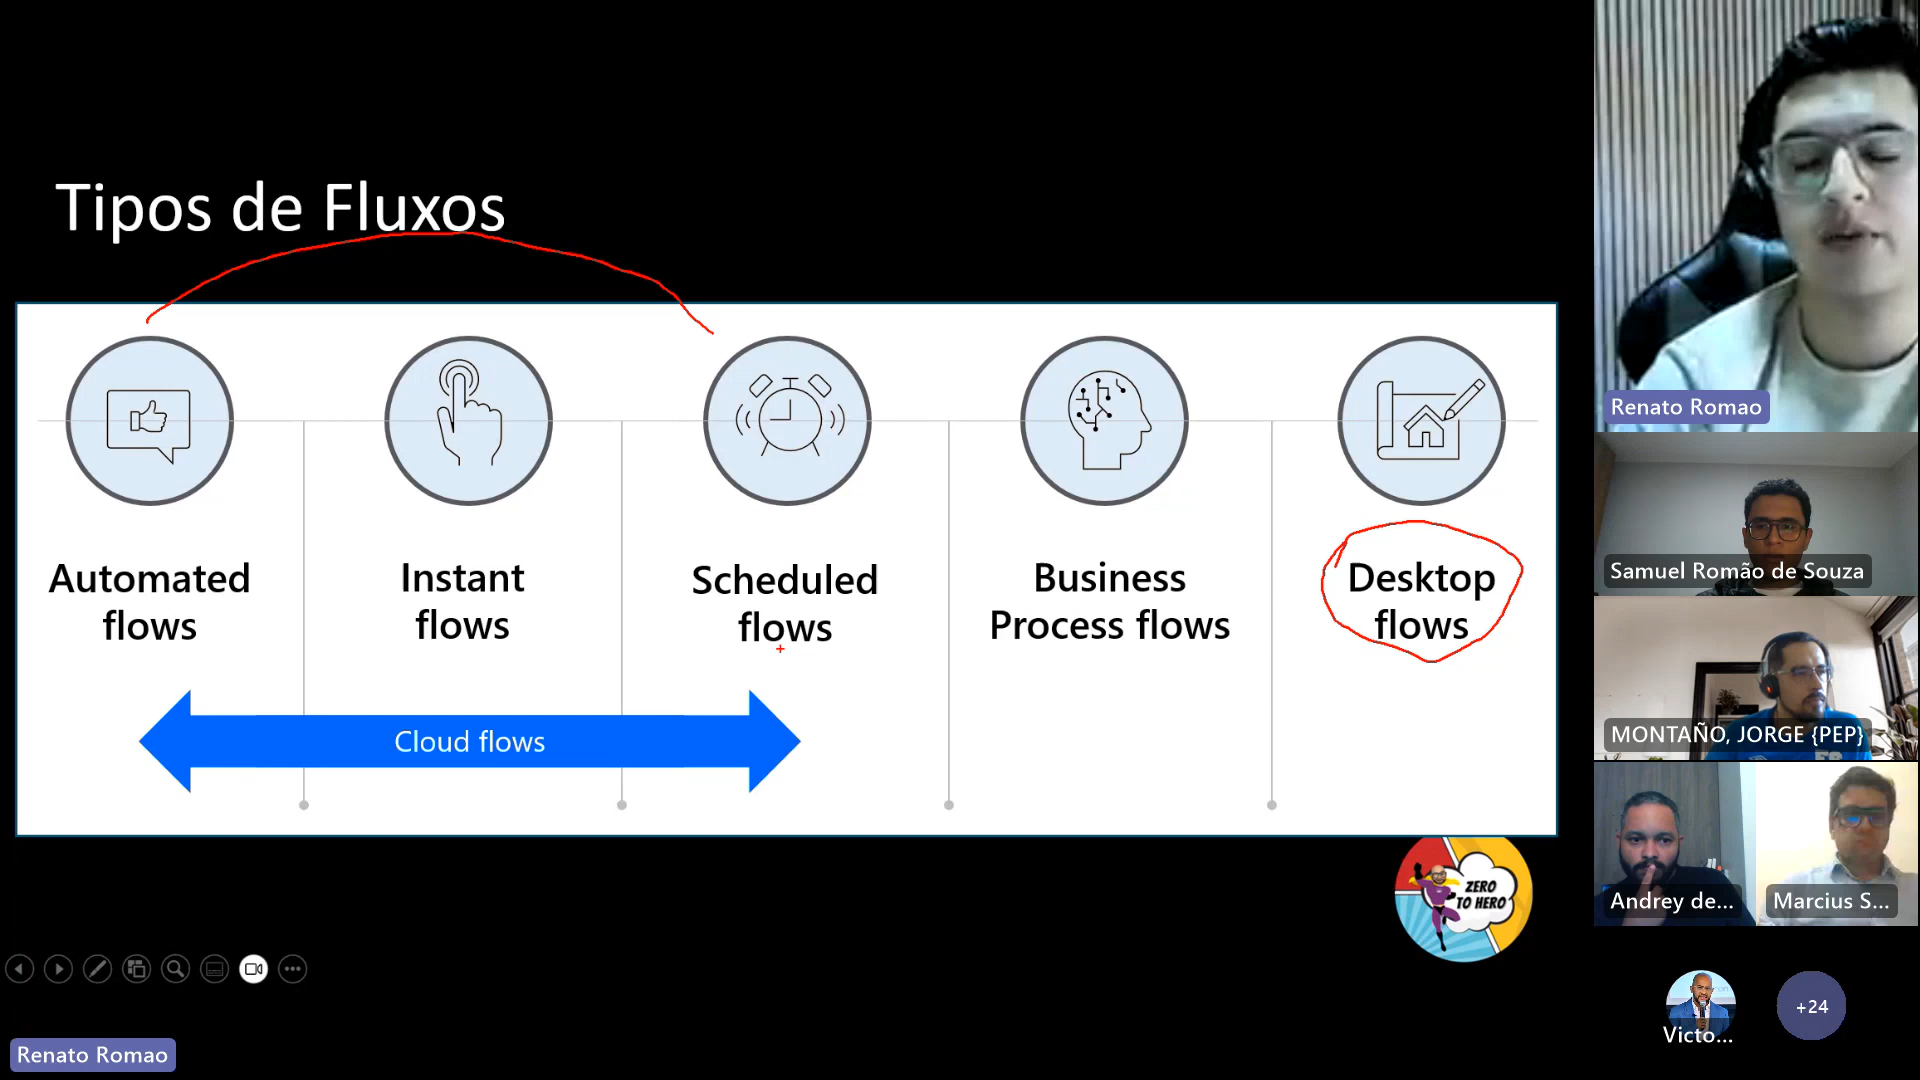 Tipos de Fluxos
Automated
flows
Instant
flows
Scheduled
flows
Business
Process flows
Desktop
flows
Cloud flows
ZERO
TO HERO
Renato Romao
Renato Romao
Samuel Romão de Souza
MONTAÑO, JORGE {PEP}
Andrey de...
Marcius S...
Victo...
+24